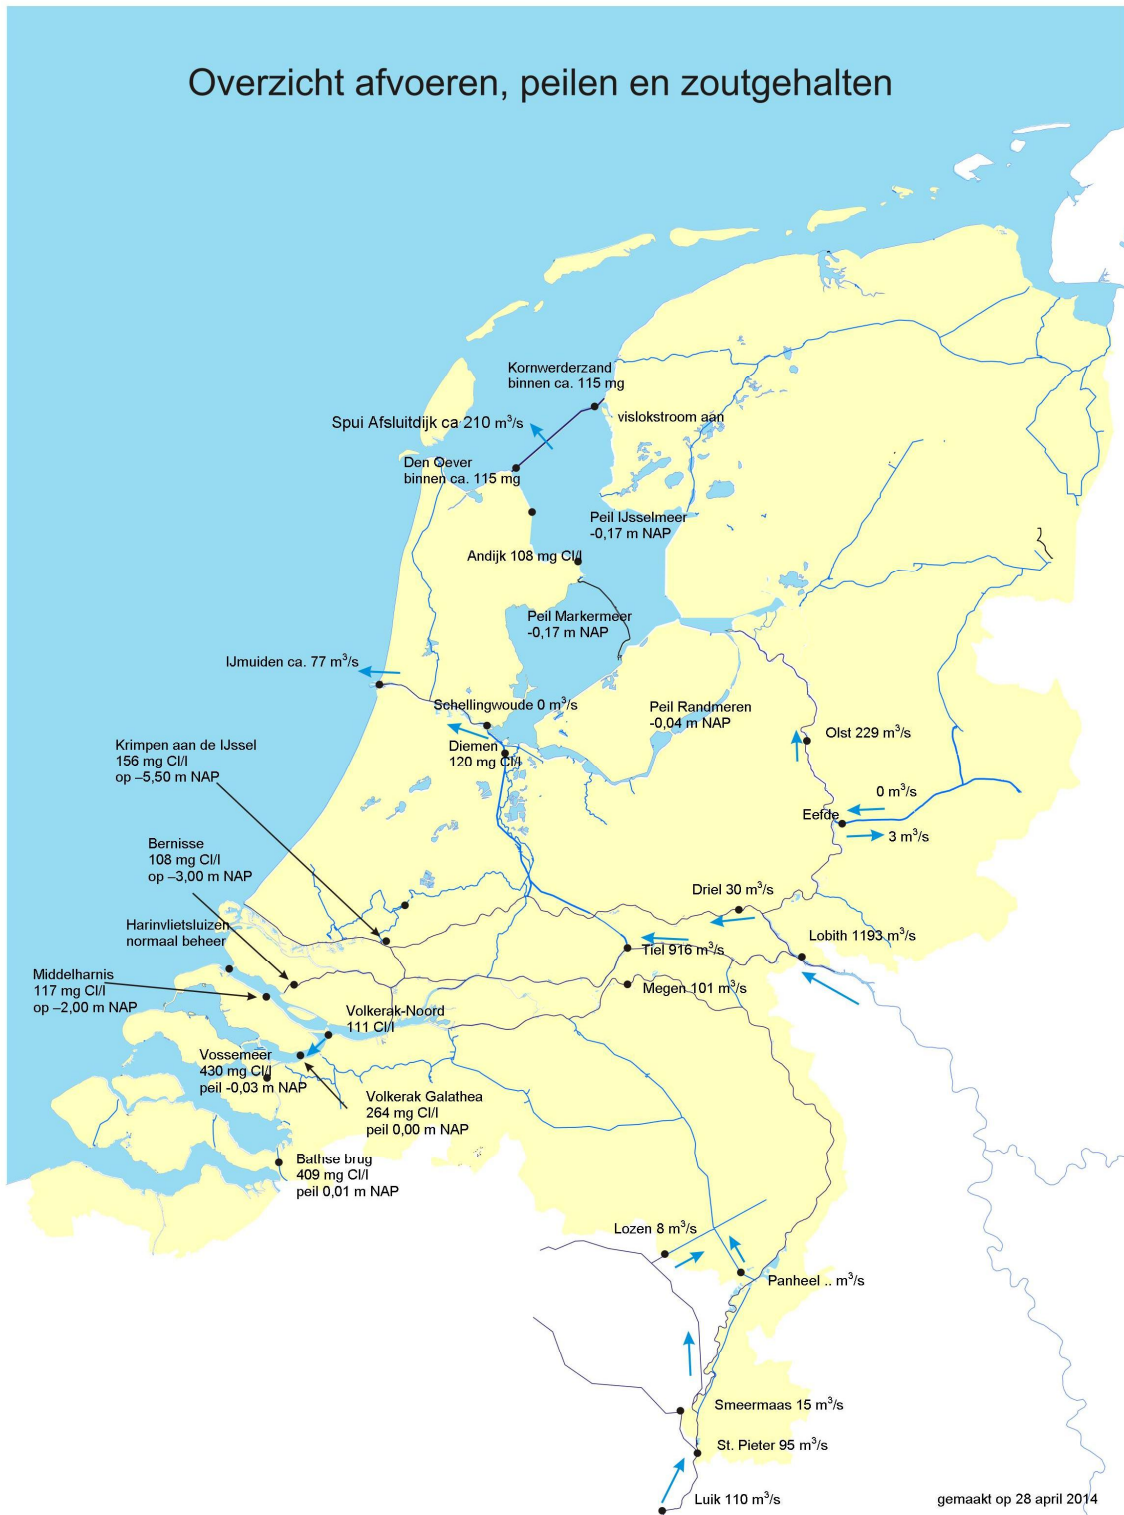 Overzicht afvoeren, peilen en zoutgehalten
Kornwerderzand
binnen ca. 115 mg
vislokstroom aan
Spui Afsluitdijk ca 210 m³/s
Den Oever
binnen ca. 115 mg
Peil IJsselmeer
-0,17 m NAP
Andijk 108 mg Cl/l
Peil Markermeer
-0,17 m NAP
IJmuiden ca. 77 m³/s
Schellingwoude 0 m³/s
Peil Randmeren
-0,04 m NAP
Olst 229 m³/s
Diemen
120 mg Cl/l
Krimpen aan de IJssel
156 mg Cl/l
op –5,50 m NAP
0 m³/s
Eefde
3 m³/s
Bernisse
108 mg Cl/l
op –3,00 m NAP
Driel 30 m³/s
Harinvlietsluizen
normaal beheer
Lobith 1193 m³/s
Tiel 916 m³/s
Middelharnis
117 mg Cl/l
op –2,00 m NAP
Megen 101 m³/s
Volkerak-Noord
111 Cl/l
Vossemeer
430 mg Cl/l
peil -0,03 m NAP
Volkerak Galathea
264 mg Cl/l
peil 0,00 m NAP
Bathse brug
409 mg Cl/l
peil 0,01 m NAP
Lozen 8 m³/s
Panheel .. m³/s
Smeermaas 15 m³/s
St. Pieter 95 m³/s
Luik 110 m³/s
gemaakt op 28 april 2014